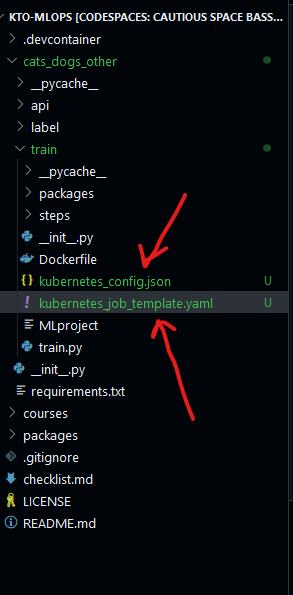 KTO-MLOPS [CODESPACES: CAUTIOUS SPACE BASS...
.devcontainer
cats_dogs_other
__pycache__
api
label
train
__pycache__
packages
steps
__init__.py
Dockerfile
{} kubernetes_config.json U
! kubernetes_job_template.yaml U
MLproject
train.py
__init__.py
requirements.txt
courses
packages
.gitignore
checklist.md
LICENSE
README.md